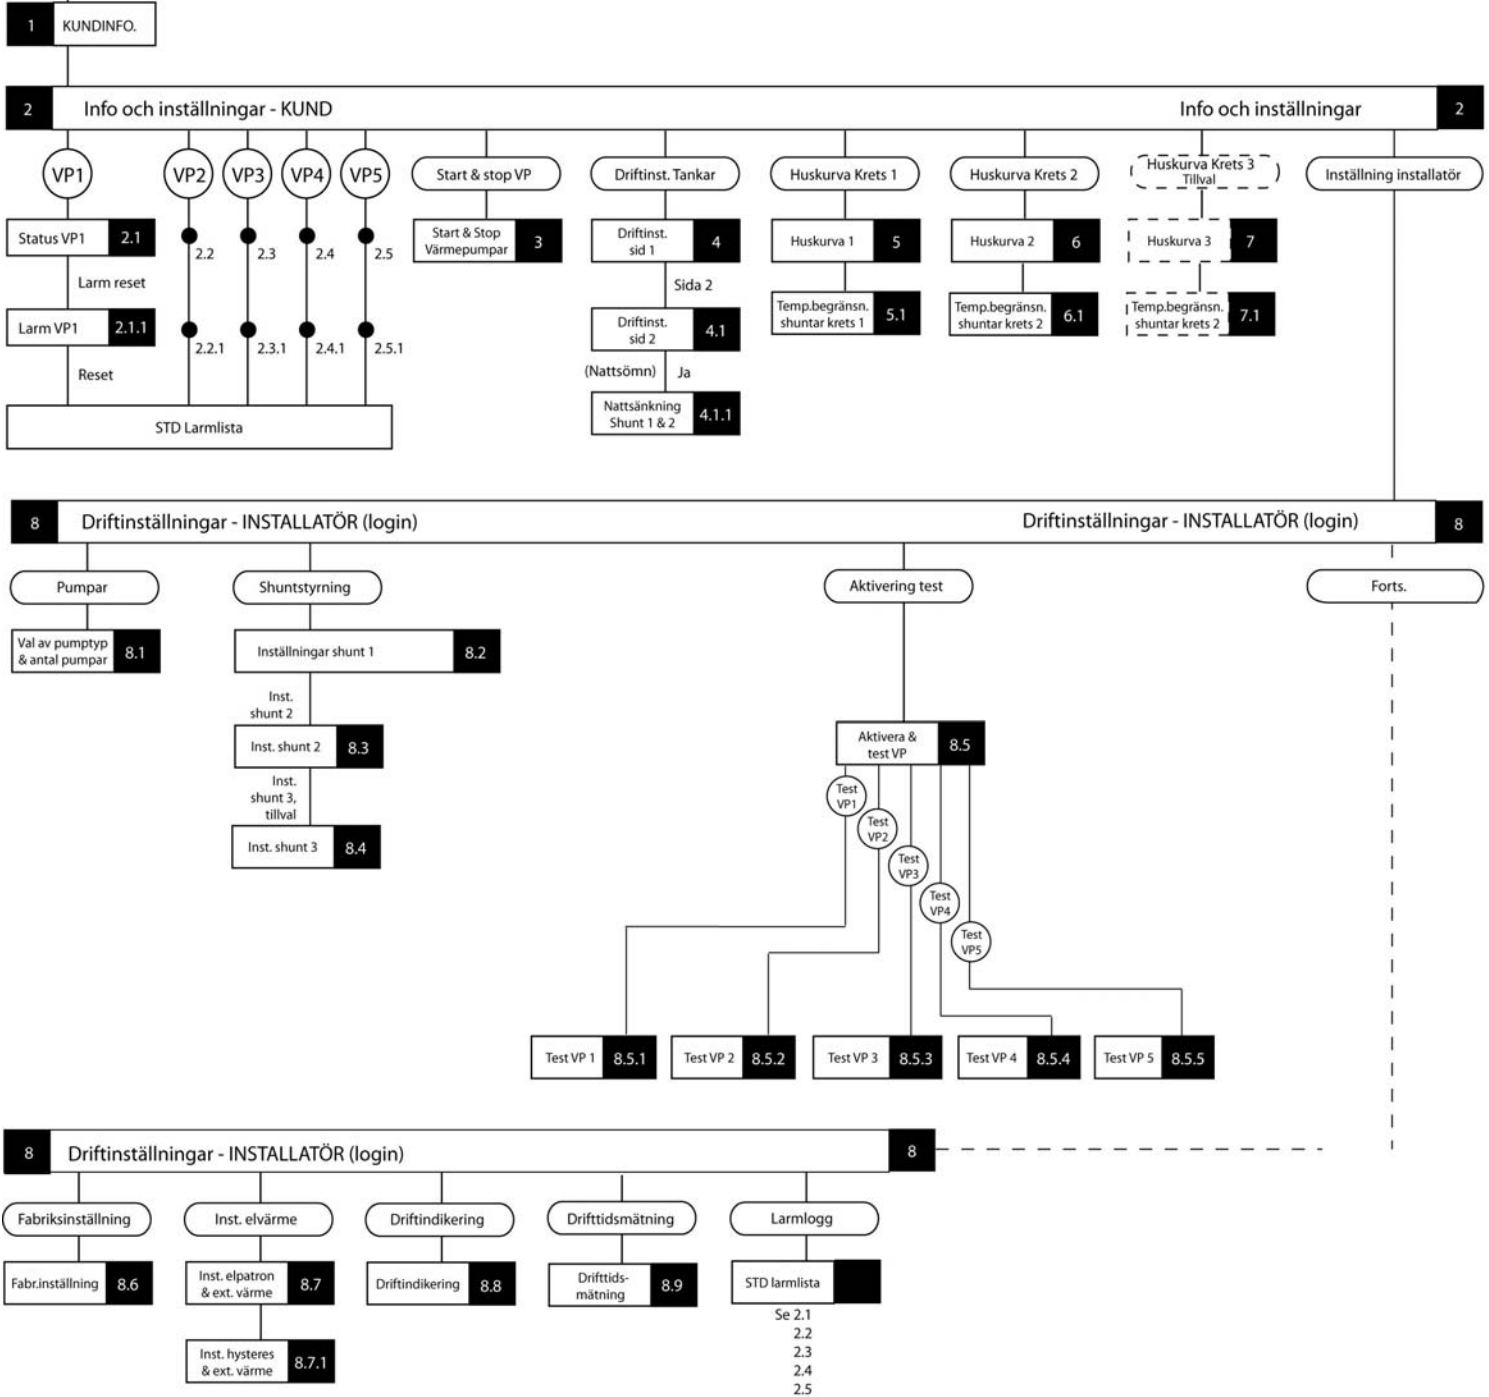 1 KUNDINFO.
2 Info och inställningar - KUND Info och inställningar 2
VP1 VP2 VP3 VP4 VP5
Start & stop VP
Driftinst. Tankar
Huskurva Krets 1
Huskurva Krets 2
Huskurva Krets 3
Tillval
Inställning installatör
Status VP1 2.1
2.2 2.3 2.4 2.5
Start & Stop
Värmepumpar
3
Driftinst.
sid 1
4
Huskurva 1 5
Huskurva 2 6
Huskurva 3 7
Larm reset
Sida 2
Larm VP1 2.1.1
2.2.1 2.3.1 2.4.1 2.5.1
Driftinst.
sid 2
4.1
Temp.begränsn.
shuntar krets 1
5.1
Temp.begränsn.
shuntar krets 2
6.1
Temp.begränsn.
shuntar krets 2
7.1
Reset
(Nattsömn) Ja
Nattsänkning
Shunt 1 & 2
4.1.1
STD Larmlista
8 Driftinställningar - INSTALLATÖR (login) Driftinställningar - INSTALLATÖR (login) 8
Pumpar
Shuntstyrning
Aktivering test
Forts.
Val av pumptyp
& antal pumpar
8.1
Inställningar shunt 1 8.2
Inst.
shunt 2
Inst. shunt 2 8.3
Inst.
shunt 3,
tillval
Inst. shunt 3 8.4
Aktivera &
test VP
8.5
Test
VP1
Test
VP2
Test
VP3
Test
VP4
Test
VP5
Test VP 1 8.5.1
Test VP 2 8.5.2
Test VP 3 8.5.3
Test VP 4 8.5.4
Test VP 5 8.5.5
8 Driftinställningar - INSTALLATÖR (login) 8
Fabriksinställning
Inst. elvärme
Driftindikering
Drifttidsmätning
Larmlogg
Fabr.inställning 8.6
Inst. elpatron
& ext. värme
8.7
Driftindikering 8.8
Drifttids-
mätning
8.9
STD larmlista
Se 2.1
2.2
2.3
2.4
2.5
Inst. hysteres
& ext. värme
8.7.1